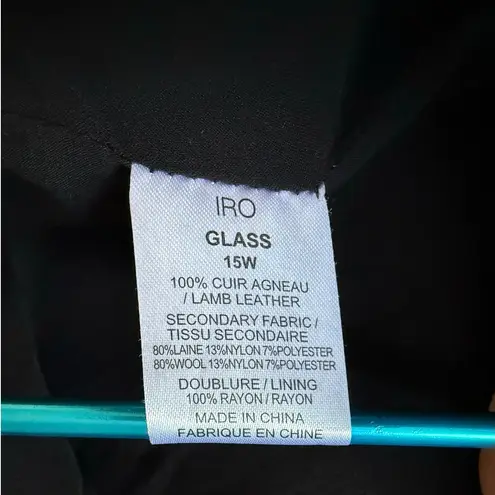 IRO
GLASS
15W
100% CUIR AGNEAU
/ LAMB LEATHER
SECONDARY FABRIC /
TISSU SECONDAIRE
80%LAINE 13%NYLON 7%POLYESTER
80%WOOL 13%NYLON 7%POLYESTER
DOUBLURE / LINING
100% RAYON / RAYON
MADE IN CHINA
FABRIQUE EN CHINE